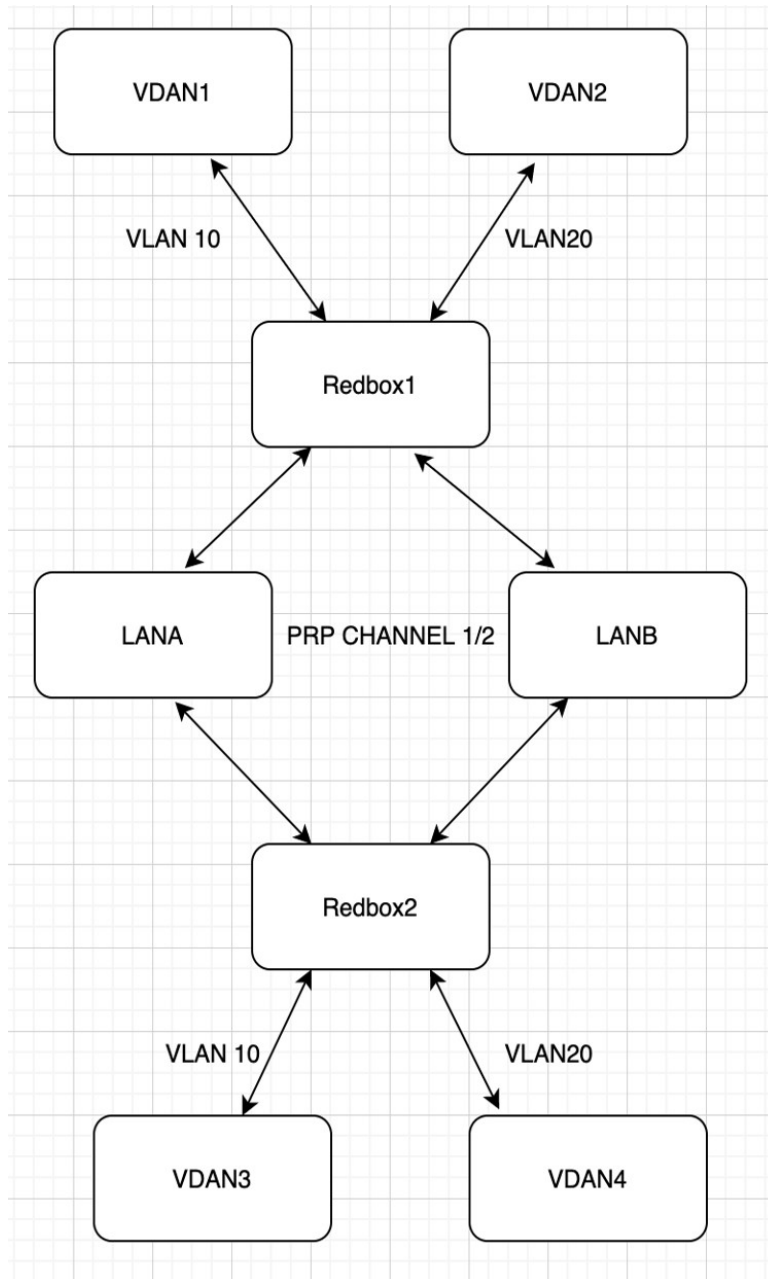 VDAN1
VDAN2
VLAN 10
VLAN20
Redbox1
LANA
PRP CHANNEL 1/2
LANB
Redbox2
VLAN 10
VLAN20
VDAN3
VDAN4